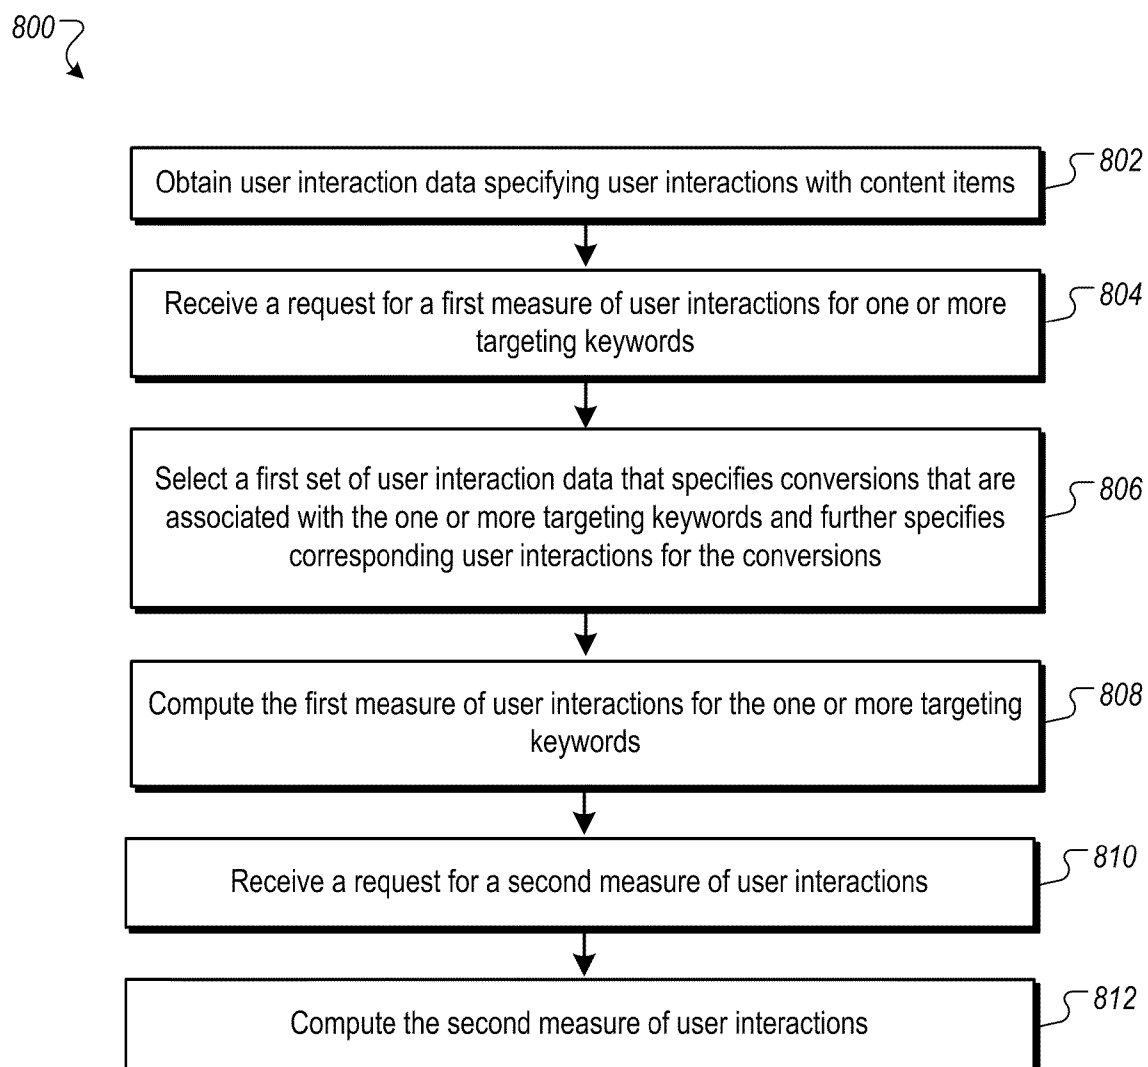 800
Obtain user interaction data specifying user interactions with content items
802
Receive a request for a first measure of user interactions for one or more
targeting keywords
804
Select a first set of user interaction data that specifies conversions that are
associated with the one or more targeting keywords and further specifies
corresponding user interactions for the conversions
806
Compute the first measure of user interactions for the one or more targeting
keywords
808
Receive a request for a second measure of user interactions
810
Compute the second measure of user interactions
812